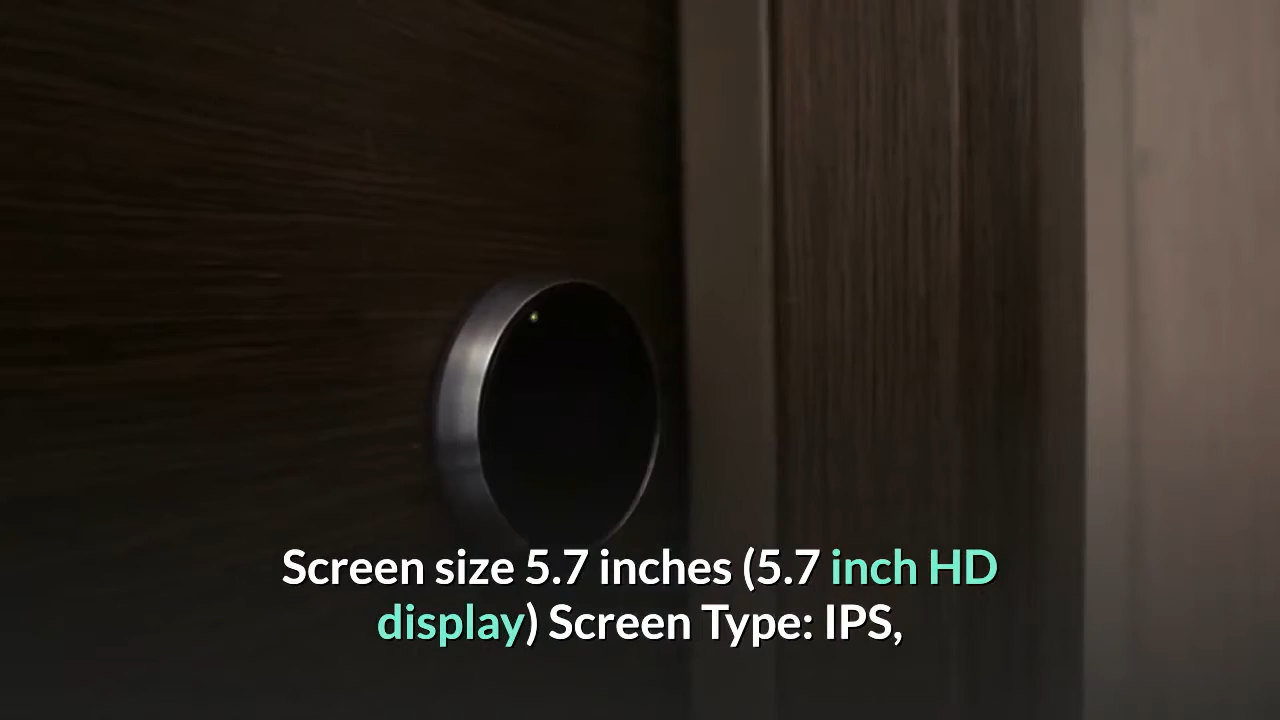 Screen size 5.7 inches (5.7 inch HD
display) Screen Type: IPS,